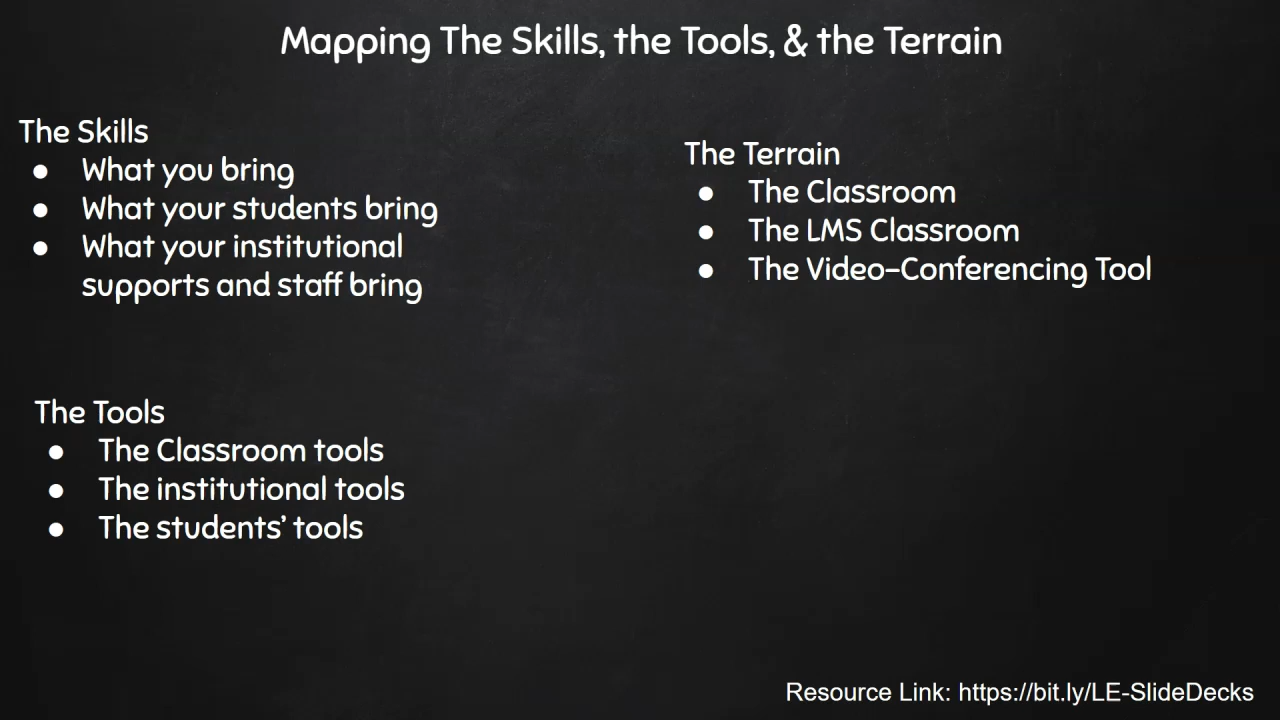 Mapping The Skills, the Tools, & the Terrain
The Skills
● What you bring
● What your students bring
● What your institutional
supports and staff bring
The Terrain
● The Classroom
● The LMS Classroom
● The Video-Conferencing Tool
The Tools
● The Classroom tools
● The institutional tools
● The students’ tools
Resource Link: https://bit.ly/LE-SlideDecks